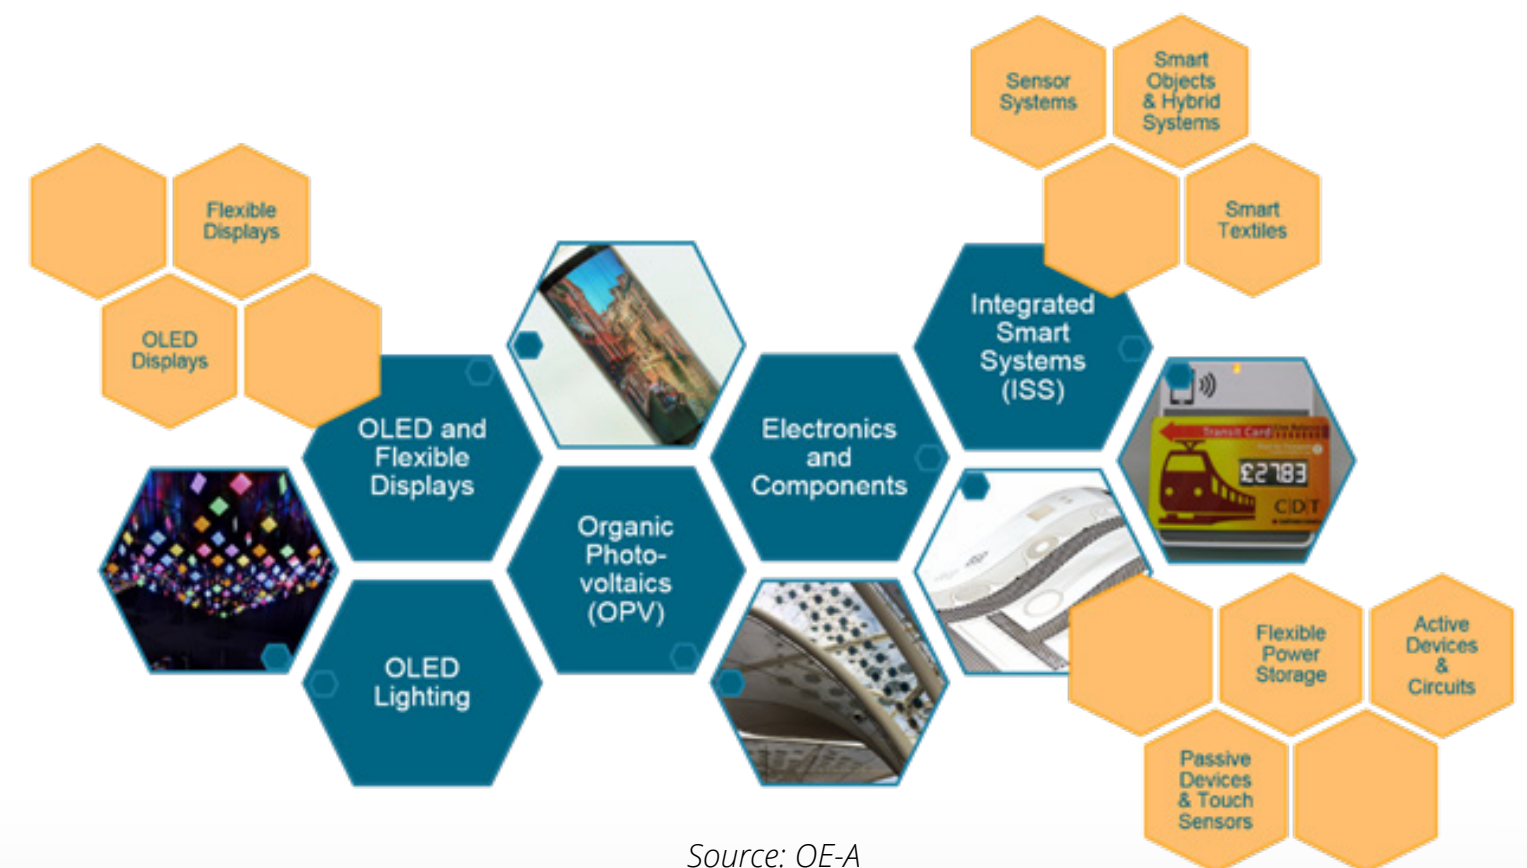 Sensor
Systems
Smart
Objects
& Hybrid
Systems
Flexible
Displays
Smart
Textiles
OLED
Displays
Integrated
Smart
Systems
(ISS)
OLED and
Flexible
Displays
Electronics
and
Components
Transit Card
£27.83
C|D|T
Organic
Photo-
voltaics
(OPV)
OLED
Lighting
Flexible
Power
Storage
Active
Devices
&
Circuits
Passive
Devices
& Touch
Sensors
Source: OE-A